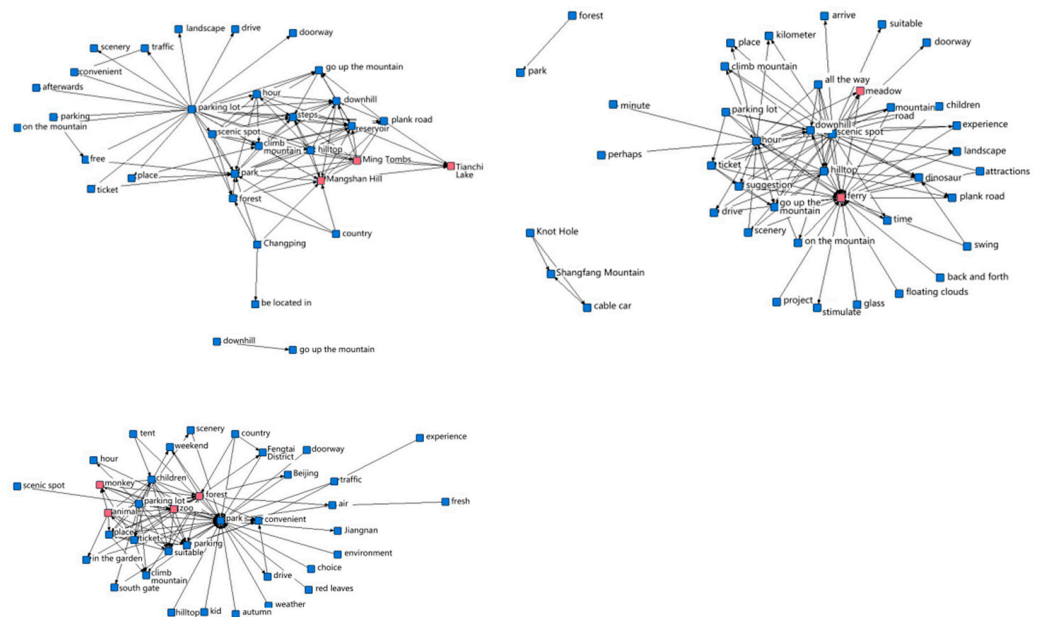 landscape
drive
doorway
scenery
traffic
convenient
go up the mountain
afterwards
hour
downhill
parking lot
steps
plank road
parking
reservoir
on the mountain
scenic spot
climb
mountain
hilltop
free
Ming Tombs
Tianchi
Lake
place
park
Mangshan Hill
ticket
forest
country
Changping
be located in
downhill
go up the mountain
forest
park
Knot Hole
Shangfang Mountain
cable car
arrive
suitable
kilometer
place
doorway
climb mountain
all the way
meadow
minute
parking lot
mountain
road
children
downhill
scenic spot
experience
hour
perhaps
landscape
ticket
hilltop
attractions
dinosaur
suggestion
ferry
plank road
go up the
mountain
drive
time
scenery
on the mountain
swing
back and forth
floating clouds
project
glass
stimulate
tent
scenery
country
experience
weekend
Fengtai
District
doorway
hour
Beijing
children
traffic
scenic spot
monkey
forest
parking lot
air
fresh
animal
zoo
park
convenient
place
Jiangnan
ticket
parking
suitable
environment
in the garden
choice
climb
mountain
drive
south gate
red leaves
weather
hilltop
kid
autumn